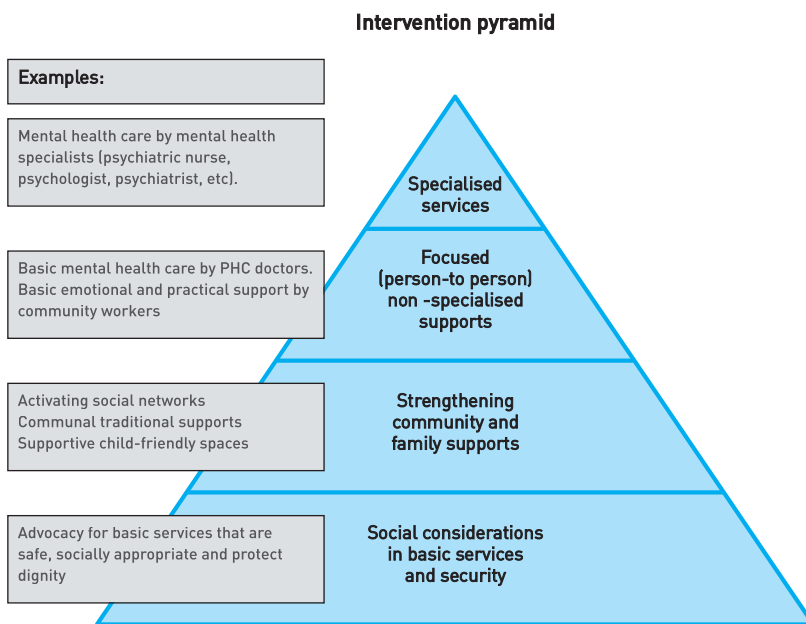 Intervention pyramid
Examples:
Mental health care by mental health
specialists (psychiatric nurse,
psychologist, psychiatrist, etc).
Specialised
services
Basic mental health care by PHC doctors.
Basic emotional and practical support by
community workers
Focused
(person-to person)
non -specialised
supports
Activating social networks
Communal traditional supports
Supportive child-friendly spaces
Strengthening
community and
family supports
Advocacy for basic services that are
safe, socially appropriate and protect
dignity
Social considerations
in basic services
and security